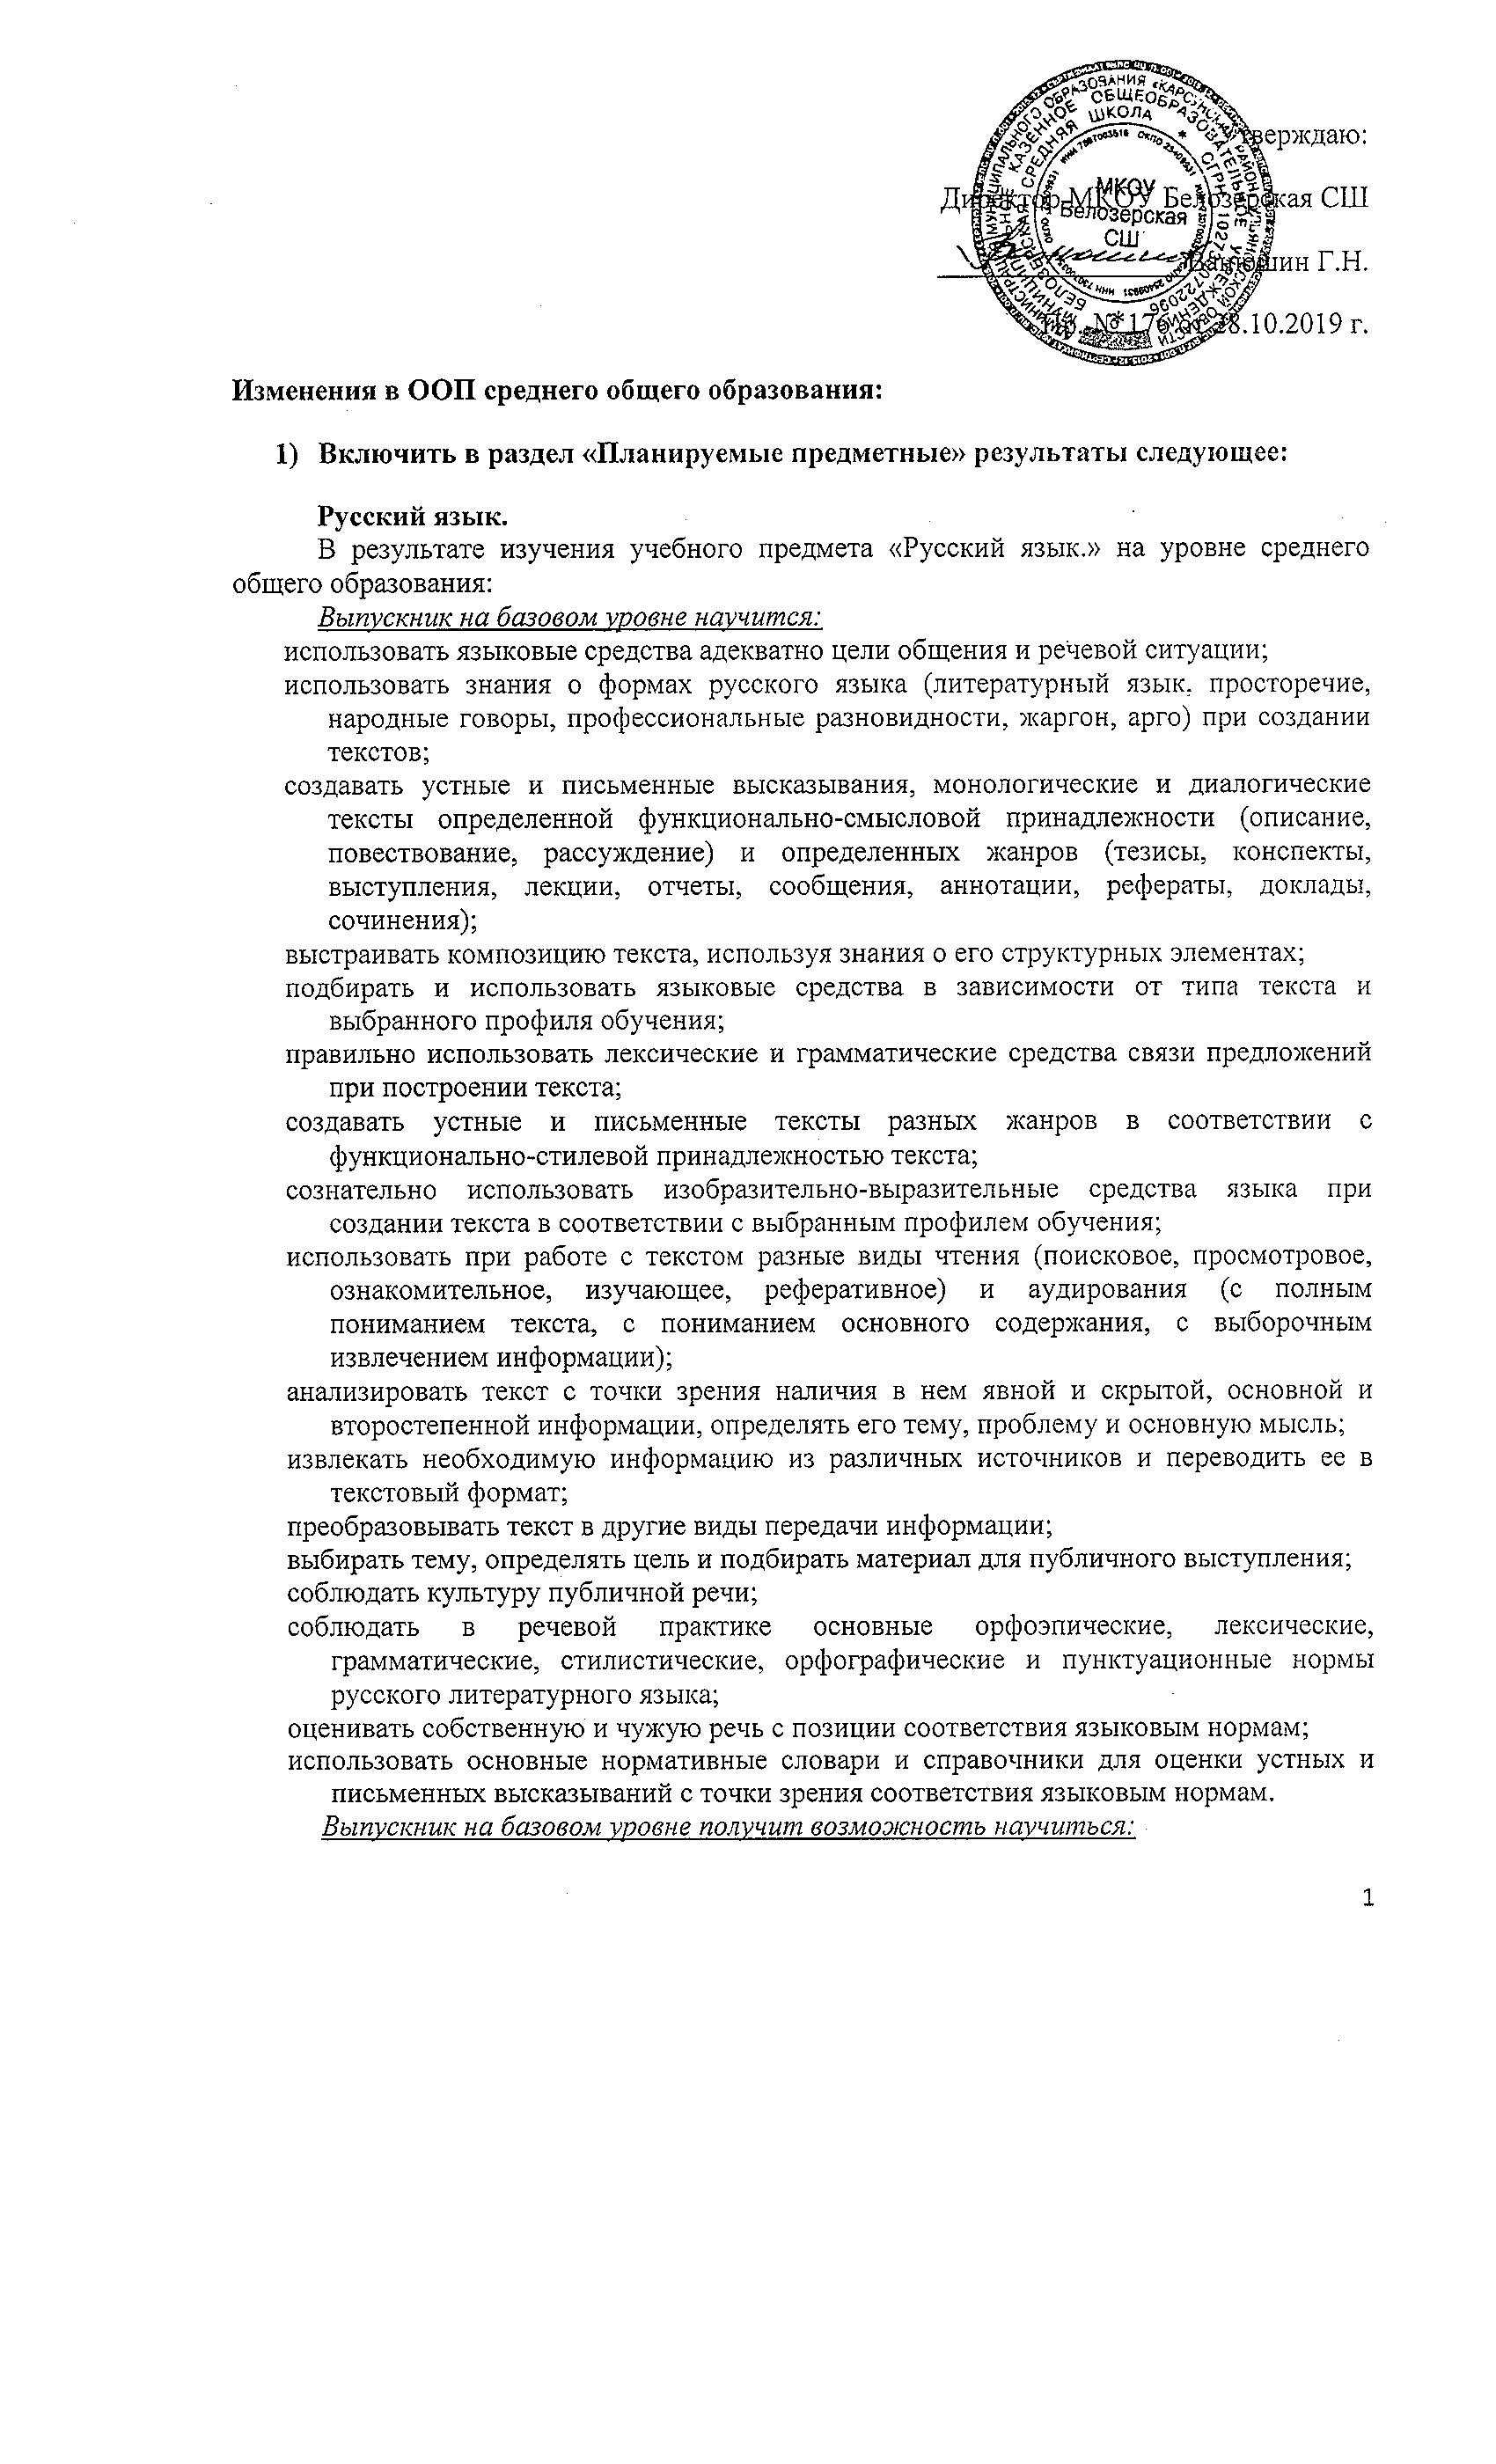 Утверждаю:
Директор МКОУ Белозерская СШ
Ванюшин Г.Н.
28.10.2019 г.
МКОУ
Белозерская
СШ
Изменения в ООП среднего общего образования:
1) Включить в раздел «Планируемые предметные» результаты следующее:
Русский язык.
В результате изучения учебного предмета «Русский язык.» на уровне среднего
общего образования:
Выпускник на базовом уровне научится:
использовать языковые средства адекватно цели общения и речевой ситуации;
использовать знания о формах русского языка (литературный язык, просторечие,
народные говоры, профессиональные разновидности, жаргон, арго) при создании
текстов;
создавать устные и письменные высказывания, монологические и диалогические
тексты определенной функционально-смысловой принадлежности (описание,
повествование, рассуждение) и определенных жанров (тезисы, конспекты,
выступления, лекции, отчеты, сообщения, аннотации, рефераты, доклады,
сочинения);
выстраивать композицию текста, используя знания о его структурных элементах;
подбирать и использовать языковые средства в зависимости от типа текста и
выбранного профиля обучения;
правильно использовать лексические и грамматические средства связи предложений
при построении текста;
создавать устные и письменные тексты разных жанров в соответствии с
функционально-стилевой принадлежностью текста;
сознательно использовать изобразительно-выразительные средства языка при
создании текста в соответствии с выбранным профилем обучения;
использовать при работе с текстом разные виды чтения (поисковое, просмотровое,
ознакомительное, изучающее, реферативное) и аудирования (с полным
пониманием текста, с пониманием основного содержания, с выборочным
извлечением информации);
анализировать текст с точки зрения наличия в нем явной и скрытой, основной и
второстепенной информации, определять его тему, проблему и основную мысль;
извлекать необходимую информацию из различных источников и переводить ее в
текстовый формат;
преобразовывать текст в другие виды передачи информации;
выбирать тему, определять цель и подбирать материал для публичного выступления;
соблюдать культуру публичной речи;
соблюдать в речевой практике основные орфоэпические, лексические,
грамматические, стилистические, орфографические и пунктуационные нормы
русского литературного языка;
оценивать собственную и чужую речь с позиции соответствия языковым нормам;
использовать основные нормативные словари и справочники для оценки устных и
письменных высказываний с точки зрения соответствия языковым нормам.
Выпускник на базовом уровне получит возможность научиться:
1